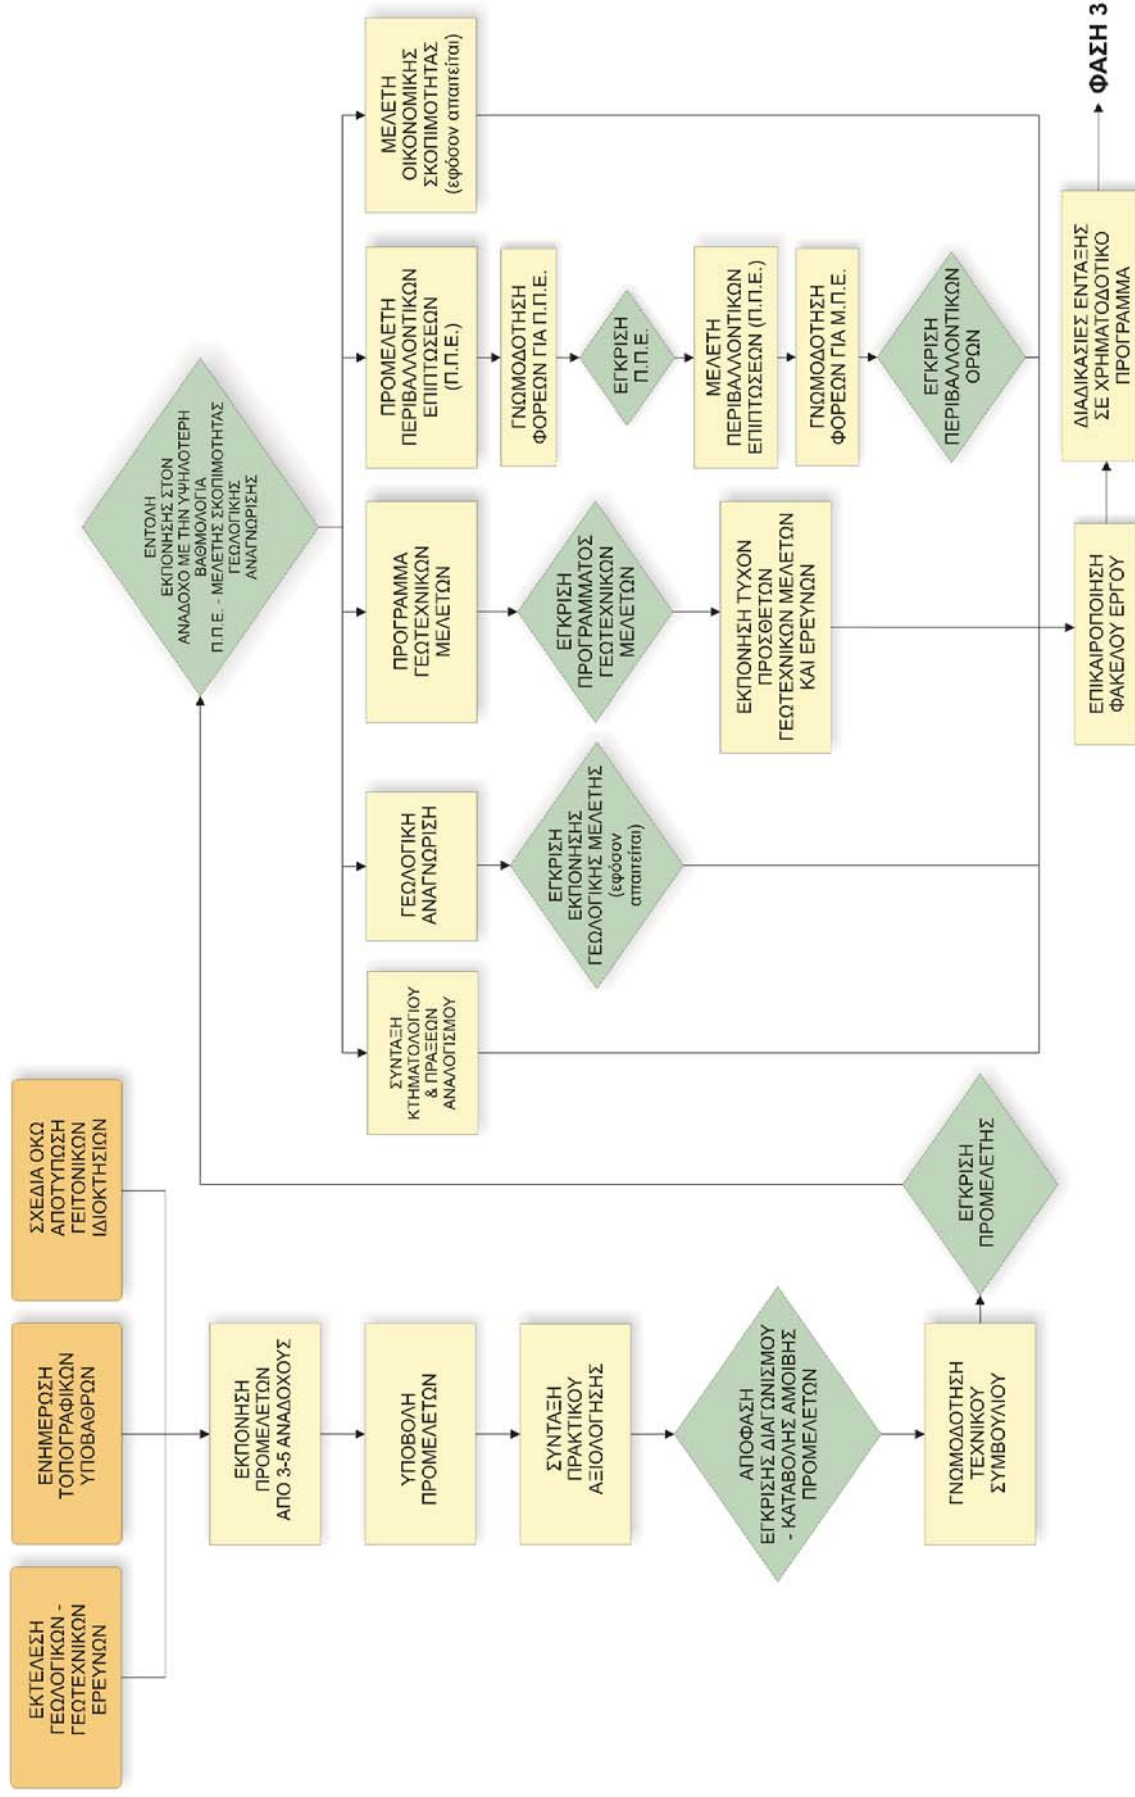 ΕΚΤΕΛΕΣΗ
ΓΕΩΛΟΓΙΚΩΝ -
ΓΕΩΤΕΧΝΙΚΩΝ
ΕΡΕΥΝΩΝ
ΕΝΗΜΕΡΩΣΗ
ΤΟΠΟΓΡΑΦΙΚΩΝ
ΥΠΟΒΑΘΡΩΝ
ΣΧΕΔΙΑ ΟΚΩ
ΑΠΟΤΥΠΩΣΗ
ΓΕΙΤΟΝΙΚΩΝ
ΙΔΙΟΚΤΗΣΙΩΝ
ΕΚΠΟΝΗΣΗ
ΠΡΟΜΕΛΕΤΩΝ
ΑΠΟ 3-5 ΑΝΑΔΟΧΟΥΣ
ΥΠΟΒΟΛΗ
ΠΡΟΜΕΛΕΤΩΝ
ΣΥΝΤΑΞΗ
ΠΡΑΚΤΙΚΟΥ
ΑΞΙΟΛΟΓΗΣΗΣ
ΑΠΟΦΑΣΗ
ΕΓΚΡΙΣΗΣ ΔΙΑΓΩΝΙΣΜΟΥ
- ΚΑΤΑΒΟΛΗΣ ΑΜΟΙΒΗΣ
ΠΡΟΜΕΛΕΤΩΝ
ΓΝΩΜΟΔΟΤΗΣΗ
ΤΕΧΝΙΚΟΥ
ΣΥΜΒΟΥΛΙΟΥ
ΕΓΚΡΙΣΗ
ΠΡΟΜΕΛΕΤΗΣ
ΕΝΤΟΛΗ
ΕΚΠΟΝΗΣΗΣ ΣΤΟΝ
ΑΝΑΔΟΧΟ ΜΕ ΤΗΝ ΥΨΗΛΟΤΕΡΗ
ΒΑΘΜΟΛΟΓΙΑ
Π.Π.Ε. - ΜΕΛΕΤΗΣ ΣΚΟΠΙΜΟΤΗΤΑΣ
ΓΕΩΛΟΓΙΚΗΣ
ΑΝΑΓΝΩΡΙΣΗΣ
ΣΥΝΤΑΞΗ
ΚΤΗΜΑΤΟΛΟΓΙΟΥ
& ΠΡΑΞΕΩΝ
ΑΝΑΛΟΓΙΣΜΟΥ
ΓΕΩΛΟΓΙΚΗ
ΑΝΑΓΝΩΡΙΣΗ
ΕΓΚΡΙΣΗ
ΕΚΠΟΝΗΣΗΣ
ΓΕΩΛΟΓΙΚΗΣ ΜΕΛΕΤΗΣ
(εφόσον
απαιτείται)
ΠΡΟΓΡΑΜΜΑ
ΓΕΩΤΕΧΝΙΚΩΝ
ΜΕΛΕΤΩΝ
ΕΓΚΡΙΣΗ
ΠΡΟΓΡΑΜΜΑΤΟΣ
ΓΕΩΤΕΧΝΙΚΩΝ
ΜΕΛΕΤΩΝ
ΕΚΠΟΝΗΣΗ ΤΥΧΟΝ
ΠΡΟΣΘΕΤΩΝ
ΓΕΩΤΕΧΝΙΚΩΝ ΜΕΛΕΤΩΝ
ΚΑΙ ΕΡΕΥΝΩΝ
ΠΡΟΜΕΛΕΤΗ
ΠΕΡΙΒΑΛΛΟΝΤΙΚΩΝ
ΕΠΙΠΤΩΣΕΩΝ
(Π.Π.Ε.)
ΓΝΩΜΟΔΟΤΗΣΗ
ΦΟΡΕΩΝ ΓΙΑ Π.Π.Ε.
ΕΓΚΡΙΣΗ
Π.Π.Ε.
ΜΕΛΕΤΗ
ΠΕΡΙΒΑΛΛΟΝΤΙΚΩΝ
ΕΠΙΠΤΩΣΕΩΝ (Π.Π.Ε.)
ΓΝΩΜΟΔΟΤΗΣΗ
ΦΟΡΕΩΝ ΓΙΑ Μ.Π.Ε.
ΕΓΚΡΙΣΗ
ΠΕΡΙΒΑΛΛΟΝΤΙΚΩΝ
ΟΡΩΝ
ΜΕΛΕΤΗ
ΟΙΚΟΝΟΜΙΚΗΣ
ΣΚΟΠΙΜΟΤΗΤΑΣ
(εφόσον απαιτείται)
ΕΠΙΚΑΙΡΟΠΟΙΗΣΗ
ΦΑΚΕΛΟΥ ΕΡΓΟΥ
ΔΙΑΔΙΚΑΣΙΕΣ ΕΝΤΑΞΗΣ
ΣΕ ΧΡΗΜΑΤΟΔΟΤΙΚΟ
ΠΡΟΓΡΑΜΜΑ
ΦΑΣΗ 3